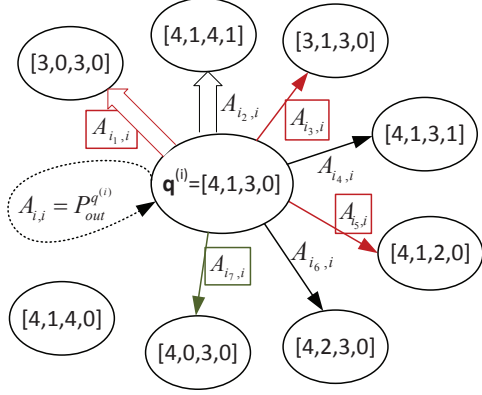 [4,1,4,1]
[3,1,3,0]
[3,0,3,0]
A_{i_1,i}
A_{i_2,i}
A_{i_3,i}
[4,1,3,1]
A_{i_4,i}
q^{(i)}=[4,1,3,0]
A_{i,i} = P_{out}^{q^{(i)}}
A_{i_5,i}
[4,1,2,0]
A_{i_7,i}
A_{i_6,i}
[4,1,4,0]
[4,0,3,0]
[4,2,3,0]